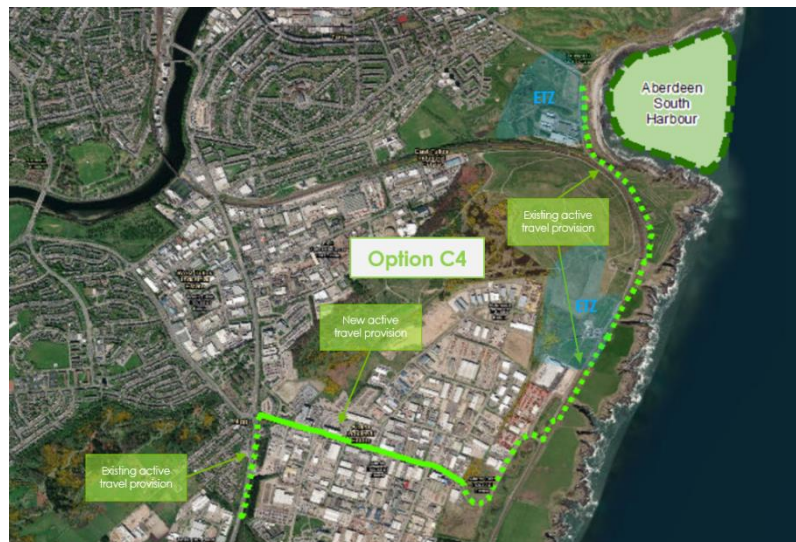 ETZ
Aberdeen
South
Harbour
Existing active
travel provision
Option C4
ETZ
New active
travel provision
Existing active
travel provision